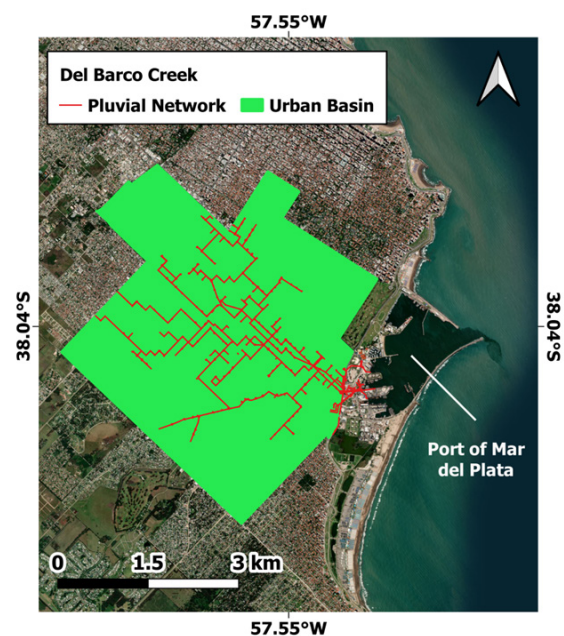 57.55°W
Del Barco Creek
Pluvial Network Urban Basin
38.04°S
38.04°S
Port of Mar
del Plata
0 1.5 3 km
57.55°W